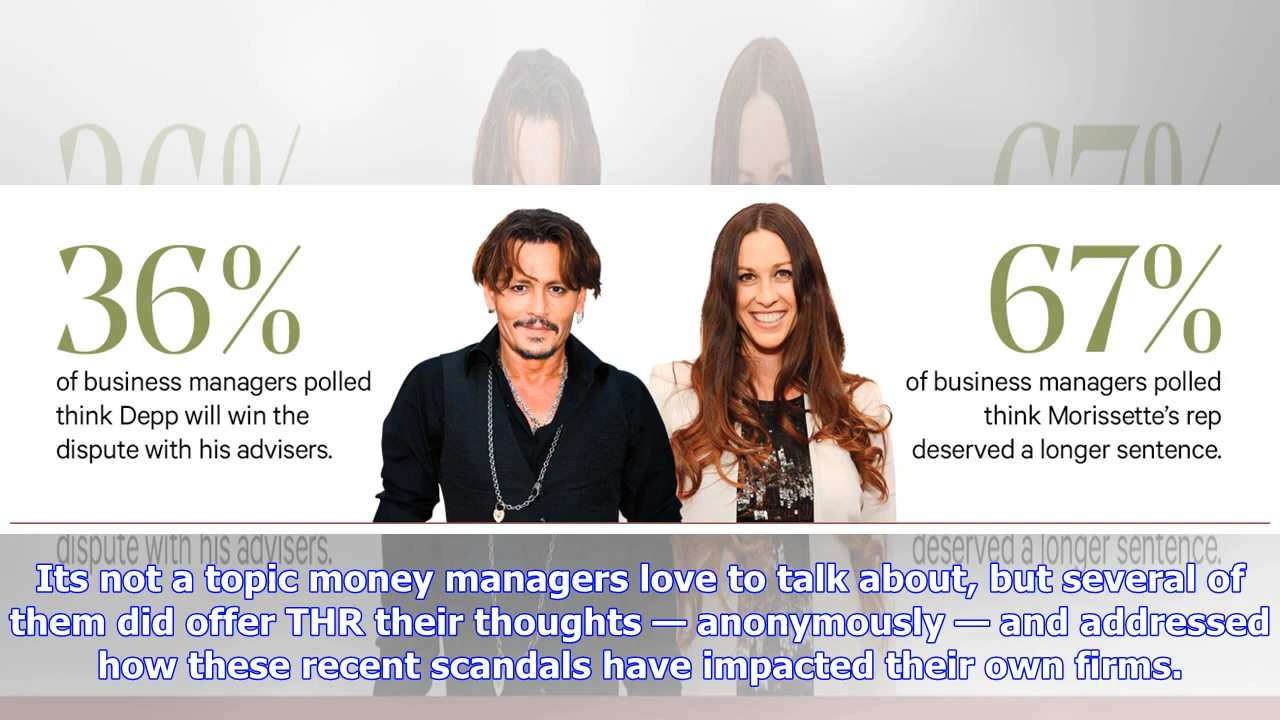 36%
of business managers polled
think Depp will win the
dispute with his advisers.
67%
of business managers polled
think Morissette’s rep
deserved a longer sentence.
36%
67%
dispute with his advisers.
deserved a longer sentence.
Its not a topic money managers love to talk about, but several of
them did offer THR their thoughts — anonymously — and addressed
how these recent scandals have impacted their own firms.